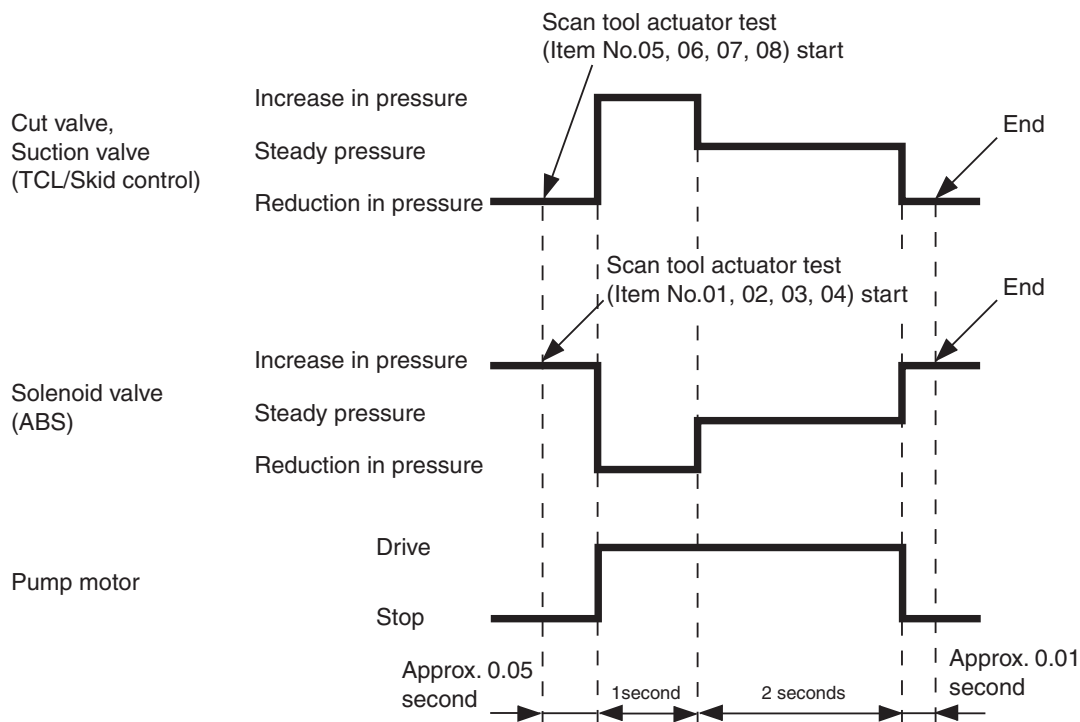 Scan tool actuator test
(Item No.05, 06, 07, 08) start
Increase in pressure
Cut valve,
Suction valve
(TCL/Skid control)
Steady pressure
End
Reduction in pressure
Scan tool actuator test
(Item No.01, 02, 03, 04) start
End
Increase in pressure
Solenoid valve
(ABS)
Steady pressure
Reduction in pressure
Drive
Pump motor
Stop
Approx. 0.05
second
1second
2 seconds
Approx. 0.01
second